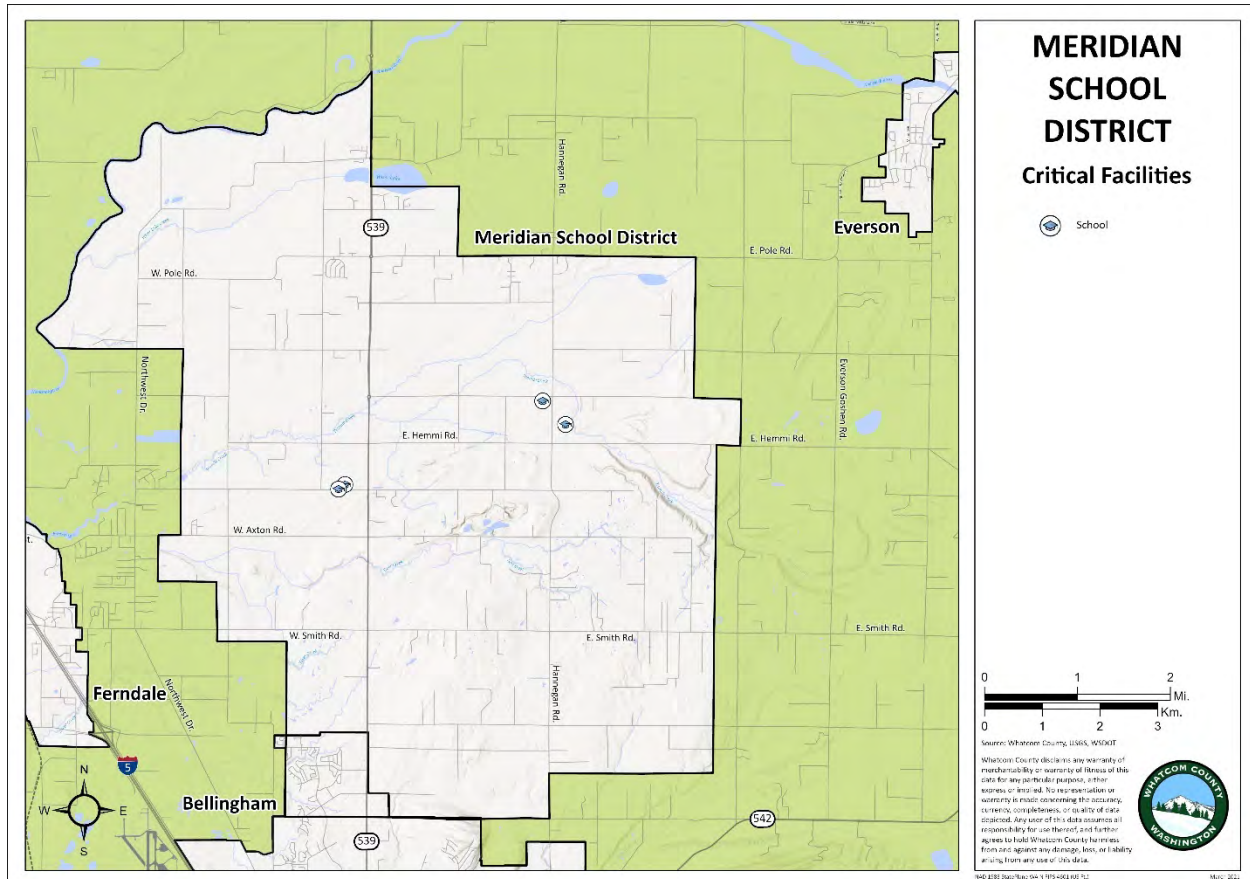 MERIDIAN
SCHOOL
DISTRICT
Critical Facilities
School
Hannegan Rd.
539
Meridian School District
Everson
E. Pole Rd.
W. Pole Rd.
Northwest Dr.
Everson Goshen Rd.
E. Hemmi Rd.
E. Hemmi Rd.
W. Axton Rd.
t.
W. Smith Rd.
E. Smith Rd.
E. Smith Rd.
Ferndale
Northwest Dr.
Hannegan Rd.
5
Bellingham
N
W
E
S
539
542
0 1 2
Mi.
Km.
0 1 2 3
Source: Whatcom County, USGS, WSDOT
Whatcom County disclaims any warranty of
merchantability or warranty of fitness of this
data for any particular purpose, either
express or implied. No representation or
warranty is made concerning the accuracy,
currency, completeness, or quality of data
depicted. Any user of this data assumes all
responsibility for use thereof, and further
agrees to hold Whatcom County harmless
from and against any damage, loss, or liability
arising from any use of this data.
WHATCOM COUNTY
WASHINGTON
March 2021